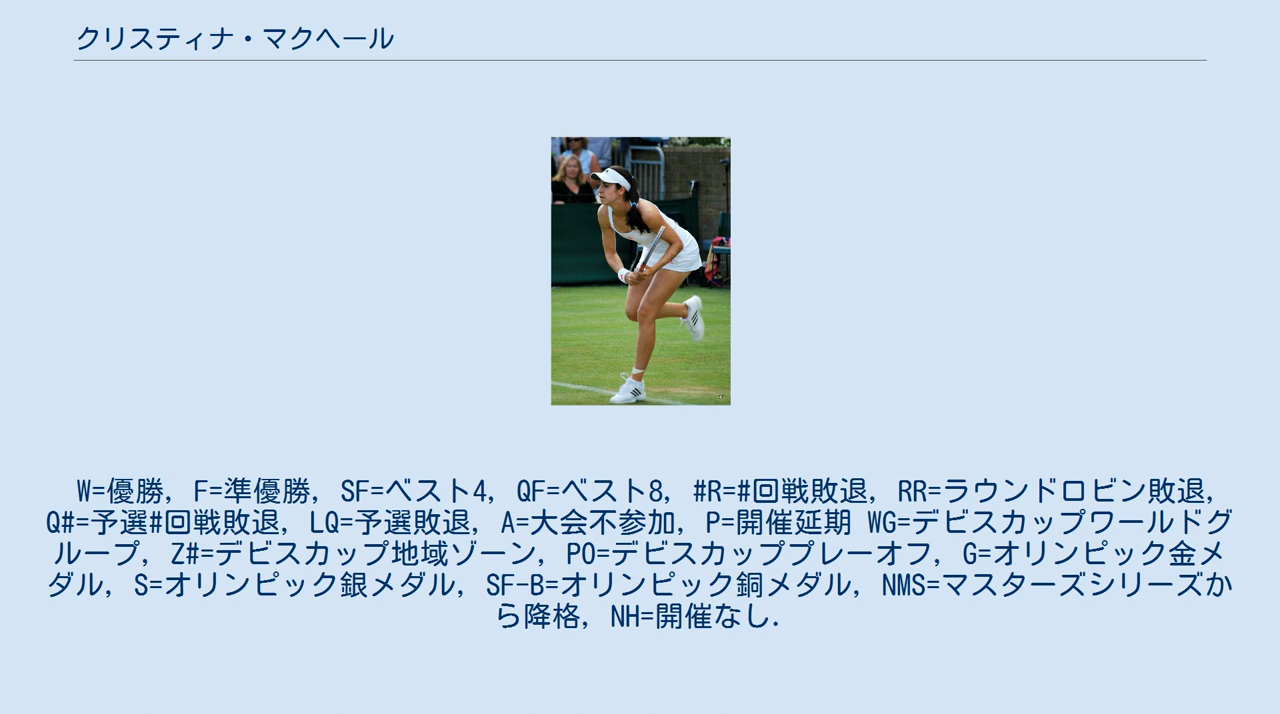 クリスティナ・マクヘール
W=優勝, F=準優勝, SF=ベスト4, QF=ベスト8, #R=#回戦敗退, RR=ラウンドロビン敗退,
Q#=予選#回戦敗退, LQ=予選敗退, A=大会不参加, P=開催延期 WG=デビスカップワールドグ
ループ, Z#=デビスカップ地域ゾーン, PO=デビスカッププレーオフ, G=オリンピック金メ
ダル, S=オリンピック銀メダル, SF-B=オリンピック銅メダル, NMS=マスターズシリーズか
ら降格, NH=開催なし.